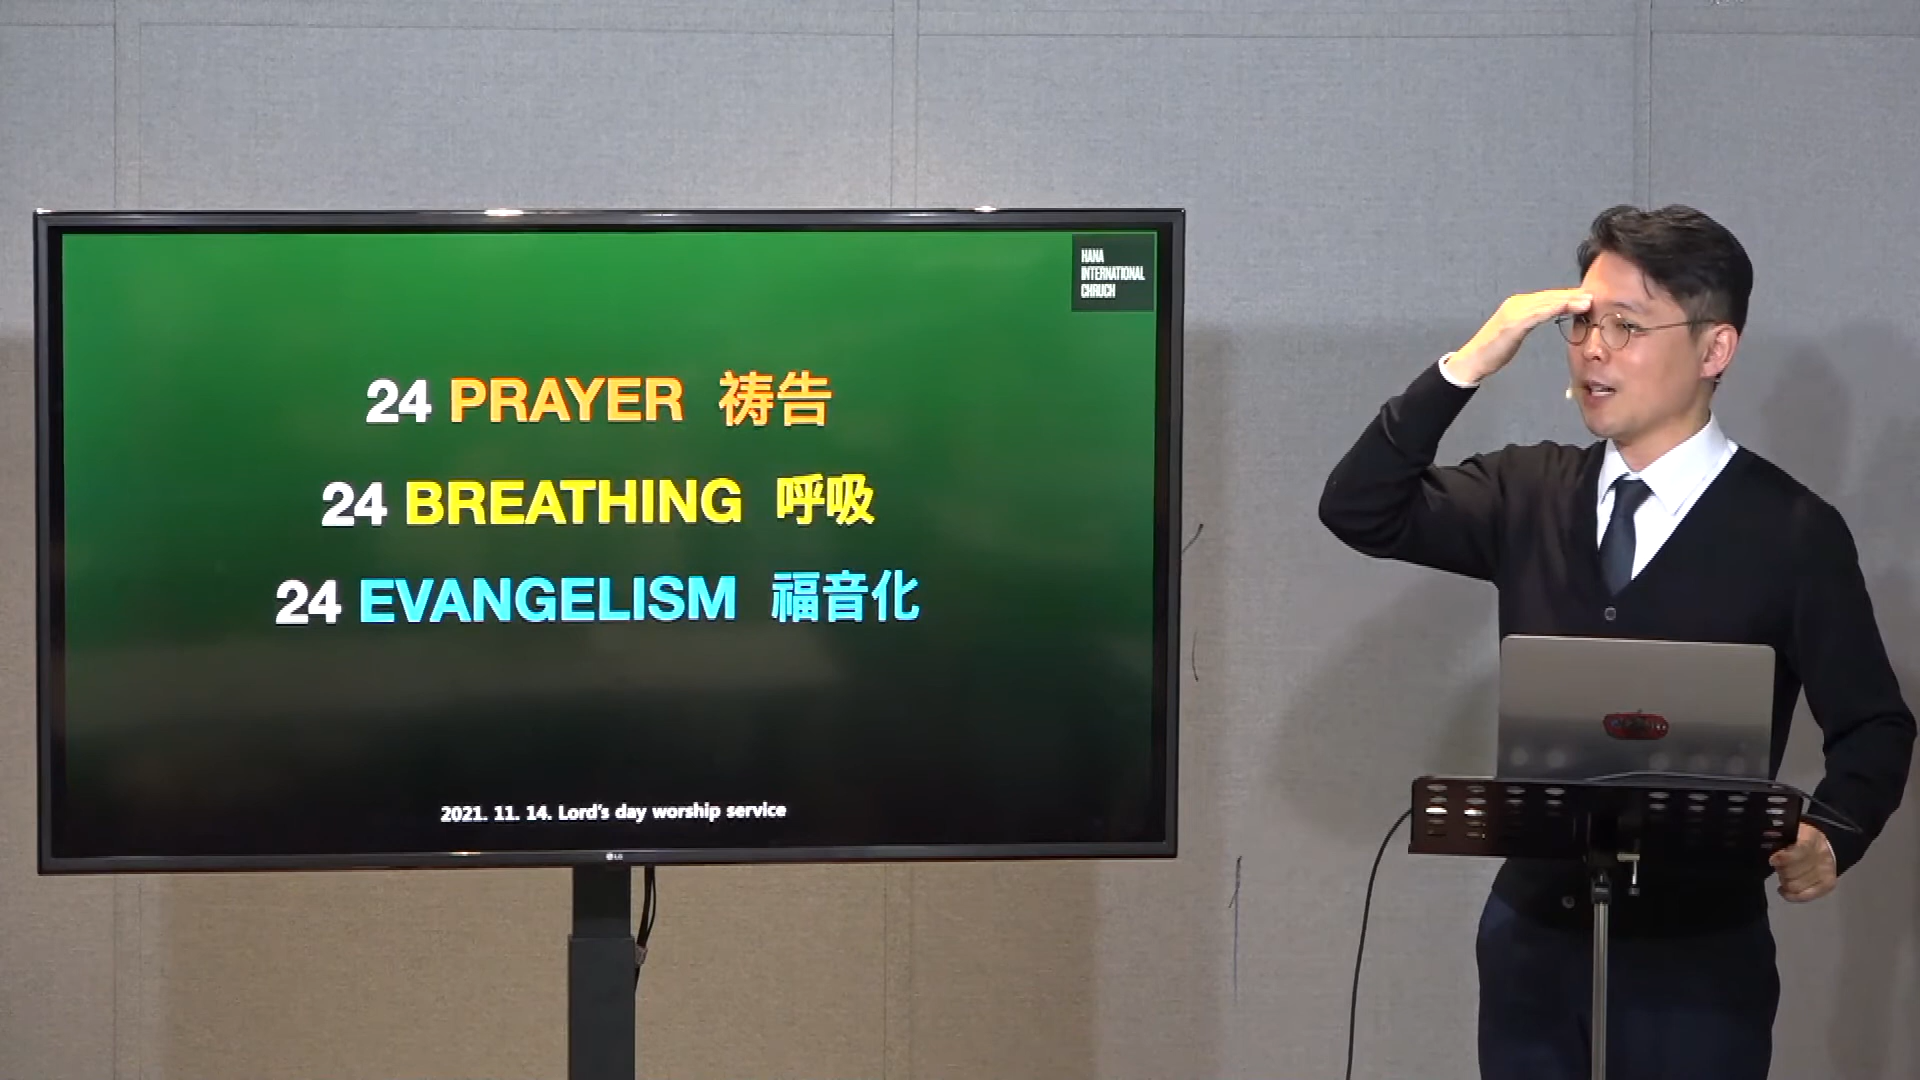 HANA
INTERNATIONAL
CHRUCH
24 PRAYER 祷告
24 BREATHING 呼吸
24 EVANGELISM 福音化
2021. 11. 14. Lord's day worship service
LG